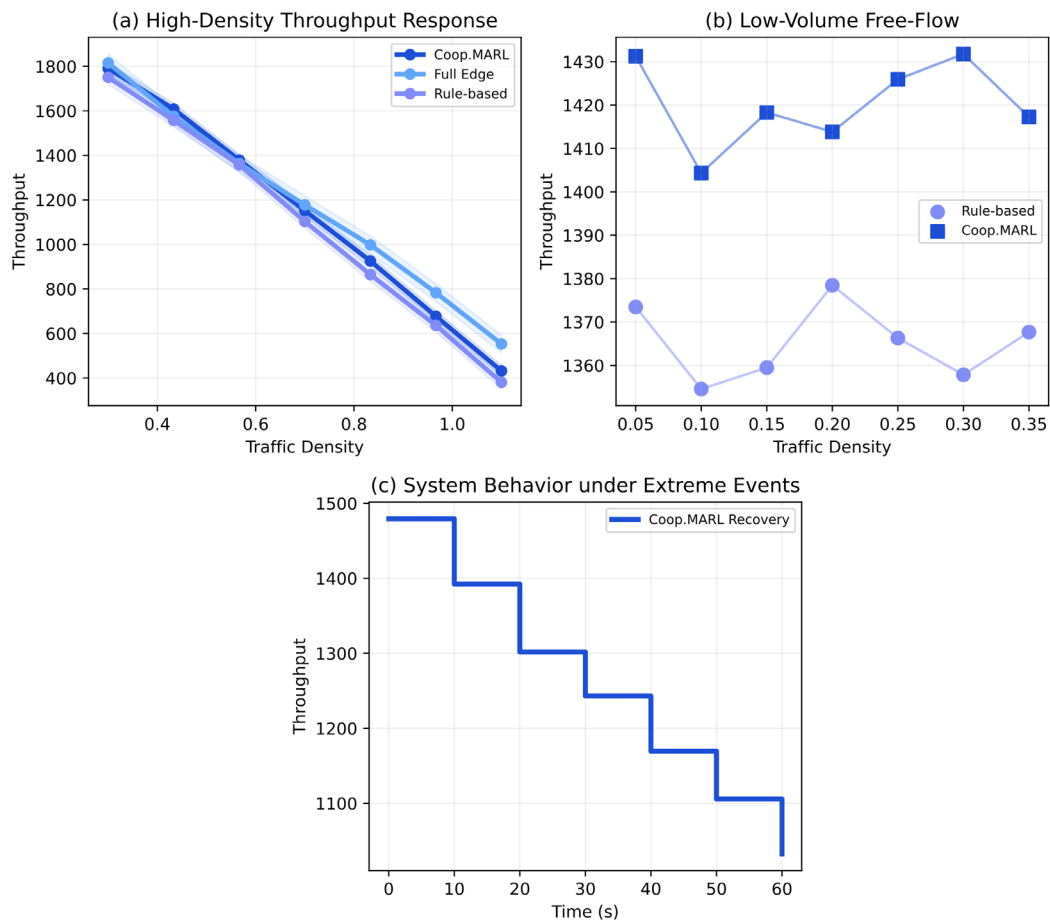 (a) High-Density Throughput Response
Throughput
1800
1600
1400
1200
1000
800
600
400
Coop.MARL
Full Edge
Rule-based
0.4
0.6
0.8
1.0
Traffic Density
(b) Low-Volume Free-Flow
Throughput
1430
1420
1410
1400
1390
1380
1370
1360
Rule-based
Coop.MARL
0.05
0.10
0.15
0.20
0.25
0.30
0.35
Traffic Density
(c) System Behavior under Extreme Events
Throughput
1500
1400
1300
1200
1100
Coop.MARL Recovery
0
10
20
30
40
50
60
Time (s)